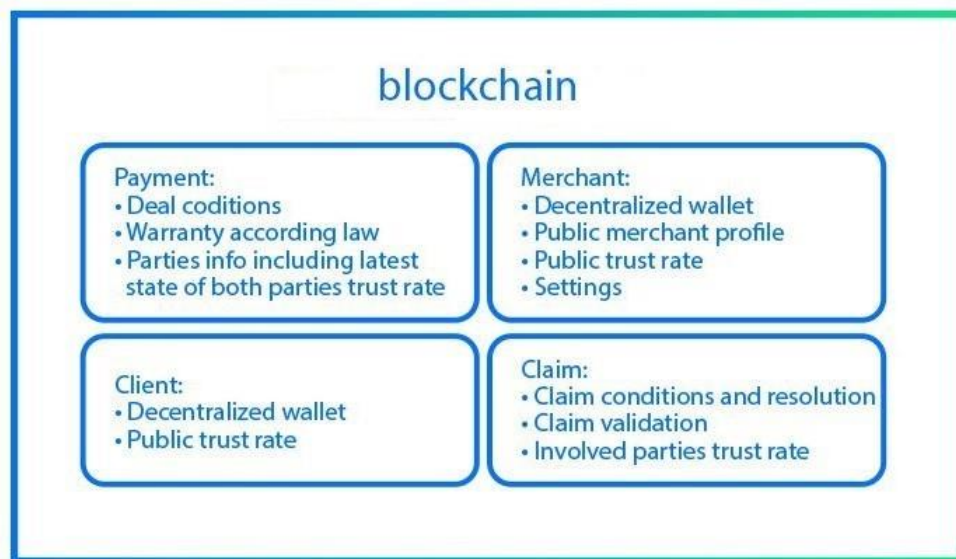 blockchain
Payment:
• Deal coditions
• Warranty according law
• Parties info including latest
state of both parties trust rate
Merchant:
• Decentralized wallet
• Public merchant profile
• Public trust rate
• Settings
Client:
• Decentralized wallet
• Public trust rate
Claim:
• Claim conditions and resolution
• Claim validation
• Involved parties trust rate